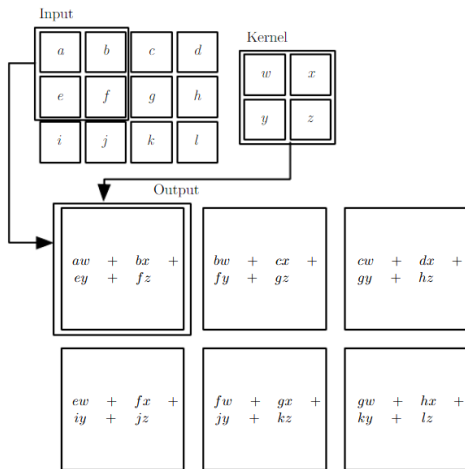 Input
a b c d
Kernel
w x
e f g h
y z
i j k l
Output
aw + bx + bw + cx + cw + dx +
ey + fz fy + gz gy + hz
ew + fx + fw + gx + gw + hx +
iy + jz jy + kz ky + lz